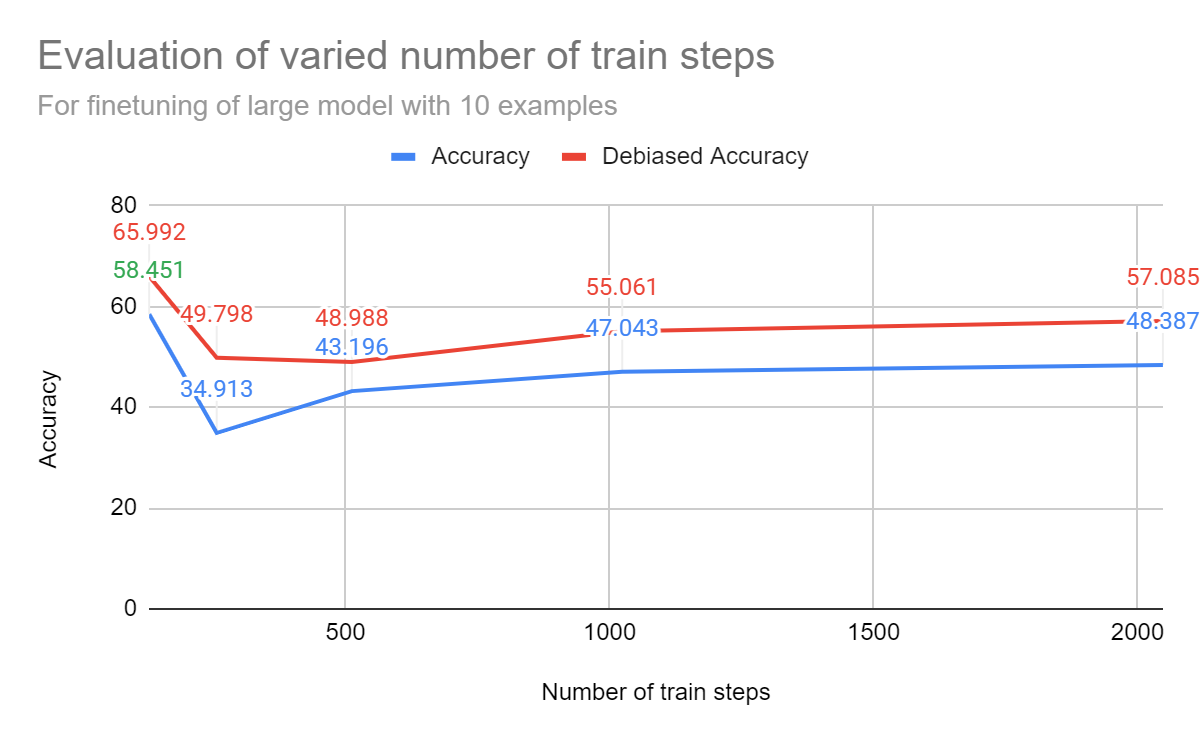 Evaluation of varied number of train steps
For finetuning of large model with 10 examples
Accuracy Debiased Accuracy
80
65.992
58.451
57.085
55.061
60
49.798
48.988
47.043
48.387
43.196
34.913
40
20
0
500 1000 1500 2000
Accuracy
Number of train steps